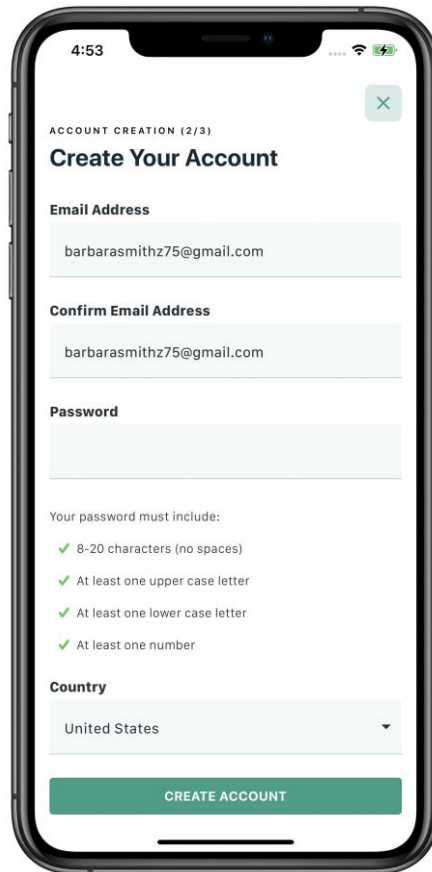 4:53
ACCOUNT CREATION (2/3)
Create Your Account
Email Address
barbarasmithz75@gmail.com
Confirm Email Address
barbarasmithz75@gmail.com
Password
Your password must include:
8-20 characters (no spaces)
At least one upper case letter
At least one lower case letter
At least one number
Country
United States
CREATE ACCOUNT